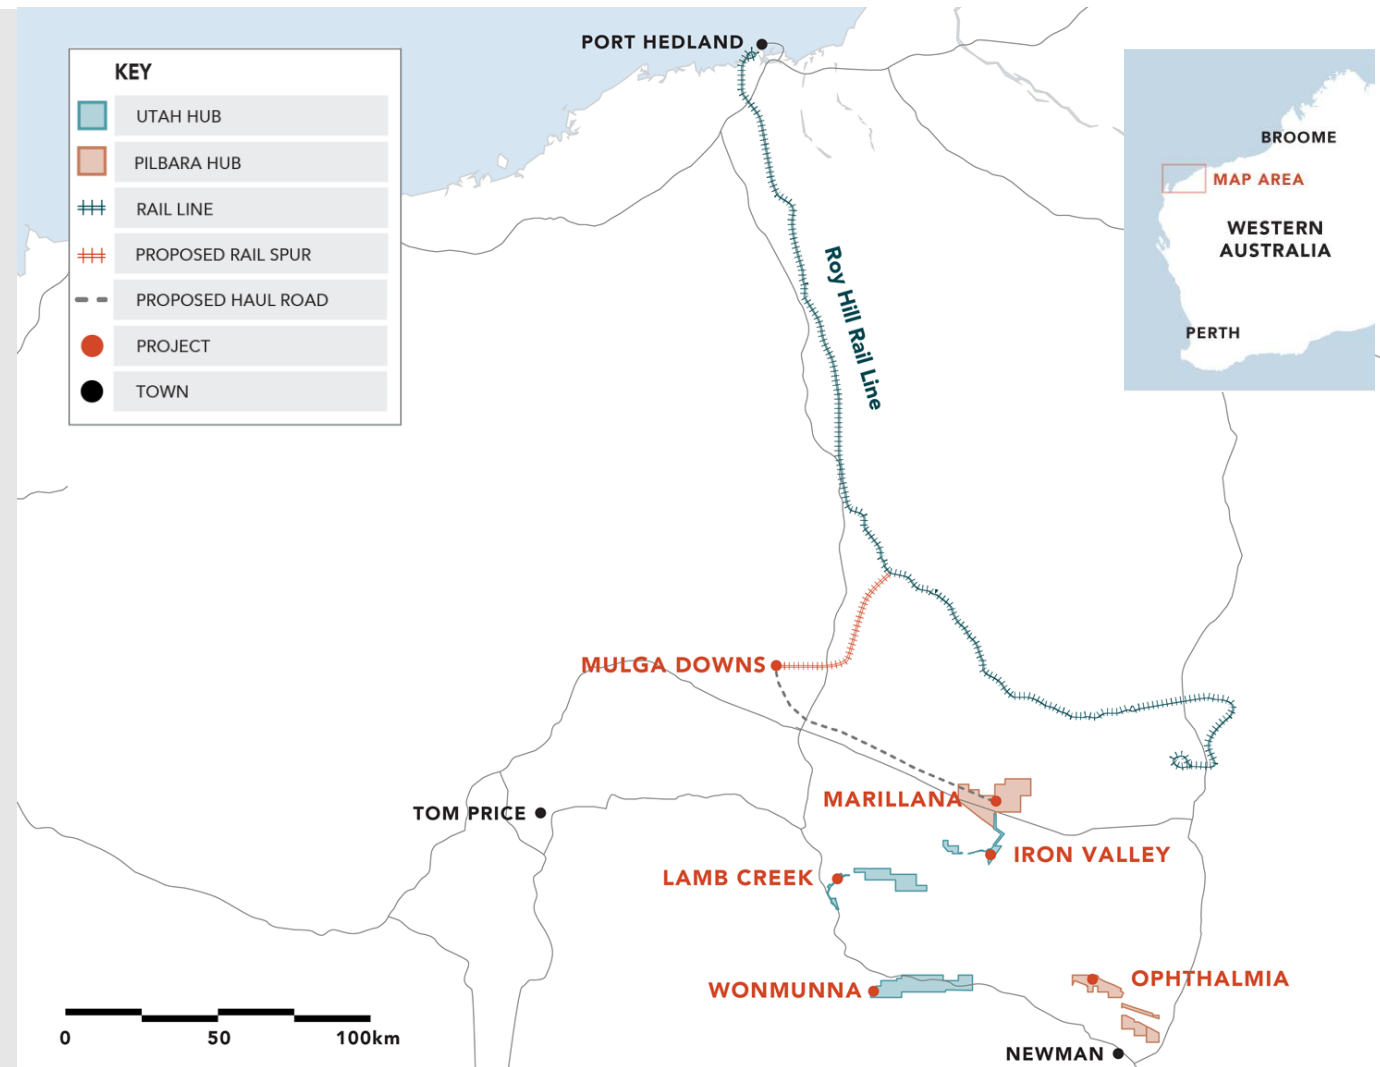 PORT HEDLAND
KEY
UTAH HUB
PILBARA HUB
RAIL LINE
PROPOSED RAIL SPUR
PROPOSED HAUL ROAD
PROJECT
TOWN
BROOME
MAP AREA
WESTERN
AUSTRALIA
PERTH
Roy Hill Rail Line
MULGA DOWNS
MARILLANA
TOM PRICE
IRON VALLEY
LAMB CREEK
OPHTHALMIA
WONMUNNA
NEWMAN
0 50 100km